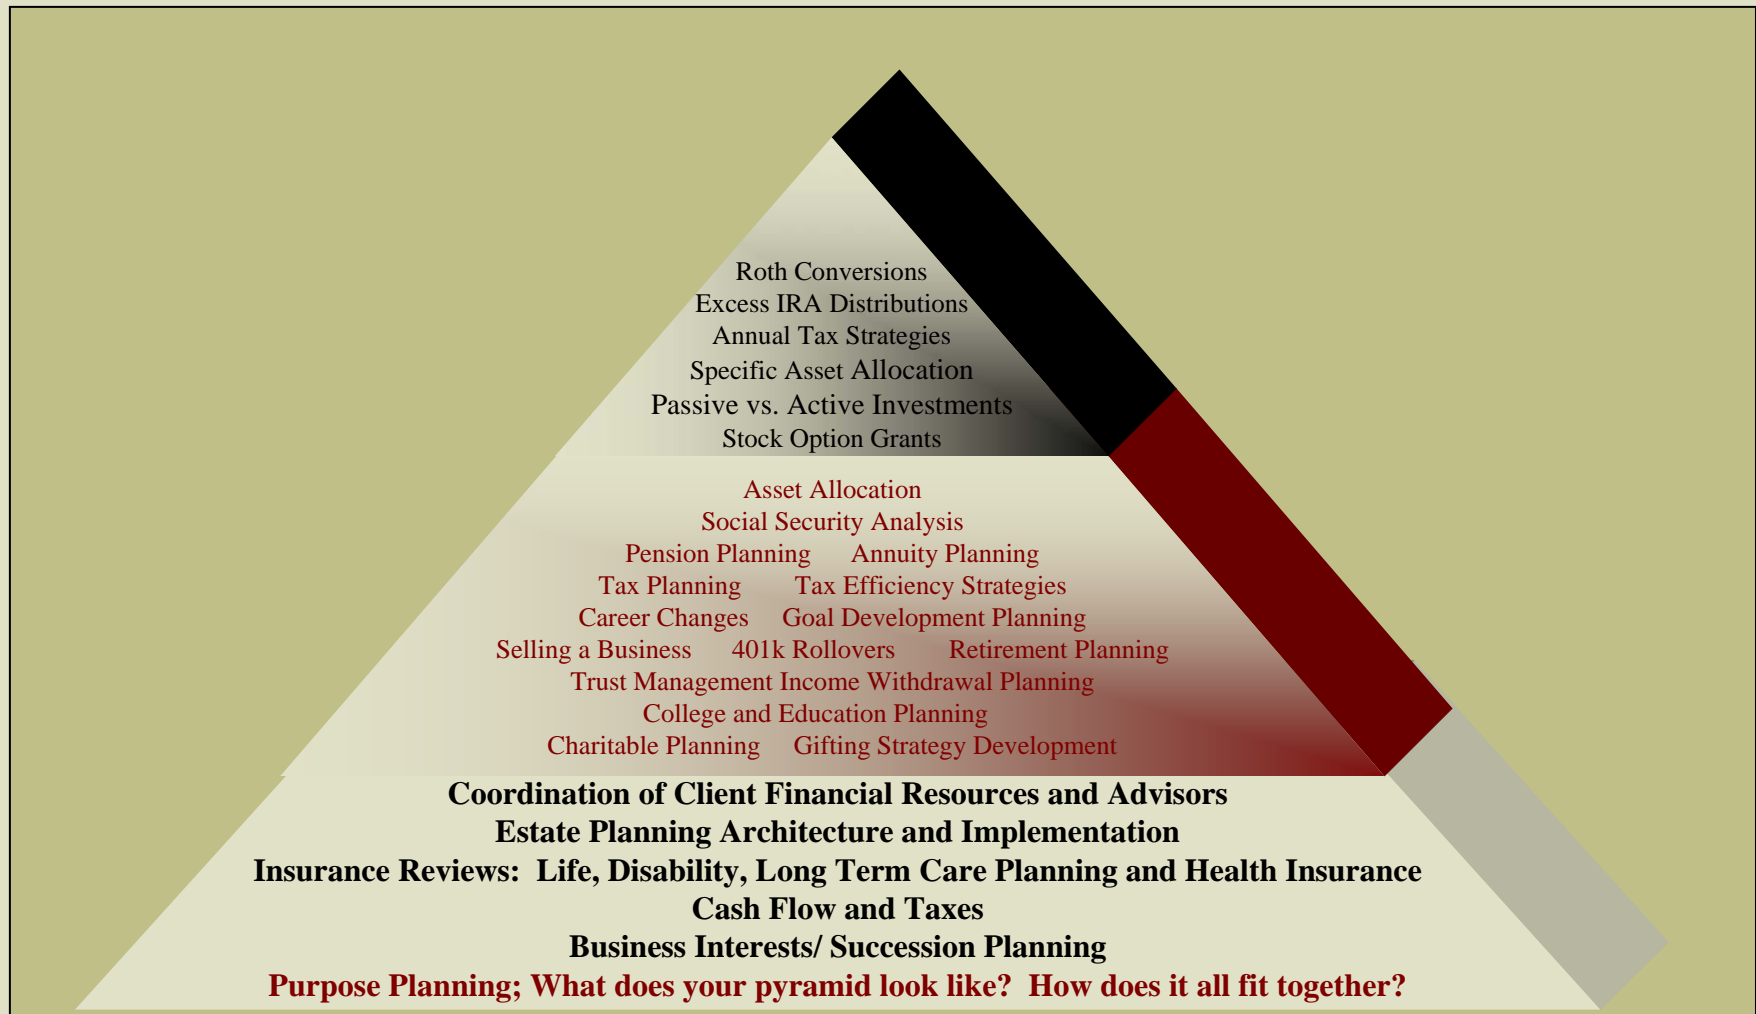 Roth Conversions
Excess IRA Distributions
Annual Tax Strategies
Specific Asset Allocation
Passive vs. Active Investments
Stock Option Grants
Asset Allocation
Social Security Analysis
Pension Planning Annuity Planning
Tax Planning Tax Efficiency Strategies
Career Changes Goal Development Planning
Selling a Business 401k Rollovers Retirement Planning
Trust Management Income Withdrawal Planning
College and Education Planning
Charitable Planning Gifting Strategy Development
Coordination of Client Financial Resources and Advisors
Estate Planning Architecture and Implementation
Insurance Reviews: Life, Disability, Long Term Care Planning and Health Insurance
Cash Flow and Taxes
Business Interests/ Succession Planning
Purpose Planning; What does your pyramid look like? How does it all fit together?